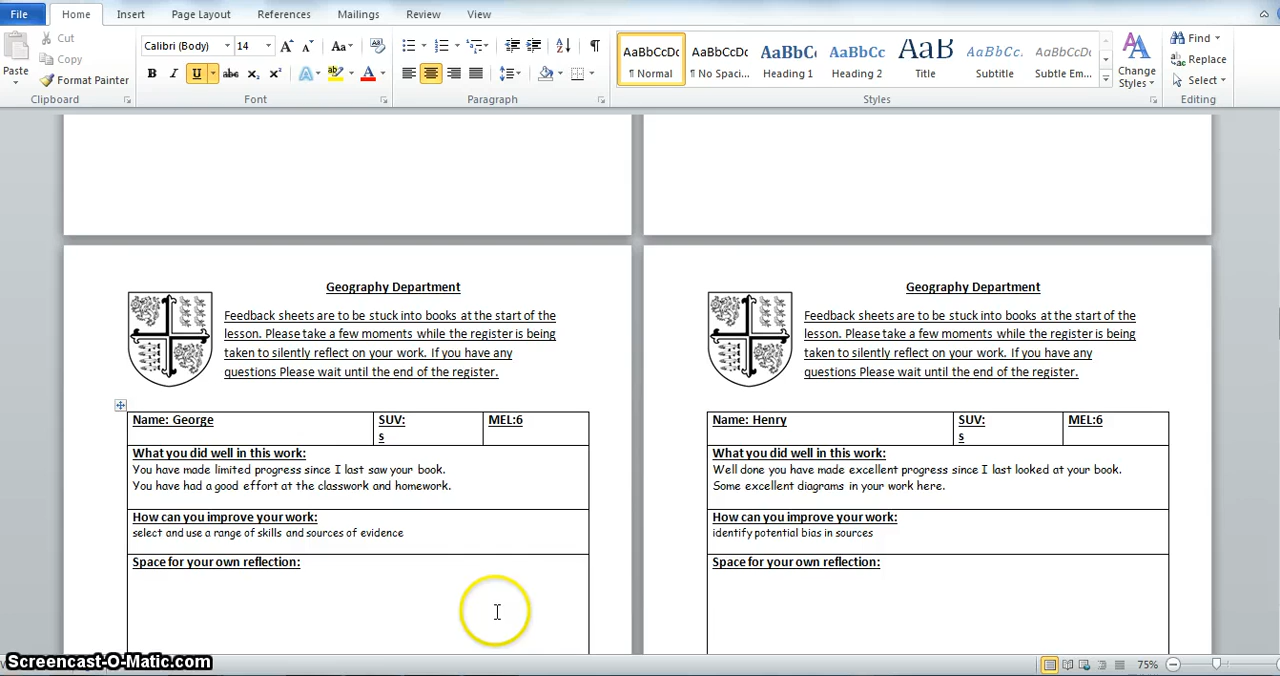 File Home Insert Page Layout References Mailings Review View
Cut
Copy
Format Painter
Paste
Calibri (Body) 14
AaBbCcDc AaBbCcDc AaBbC AaBbCc AaB AaBbCc. AaBbCcDc
¶ Normal ¶ No Spaci... Heading 1 Heading 2 Title Subtitle Subtle Em...
Change Styles
Find
Replace
Select
Clipboard Font Paragraph Styles Editing
Geography Department
Feedback sheets are to be stuck into books at the start of the
lesson. Please take a few moments while the register is being
taken to silently reflect on your work. If you have any
questions Please wait until the end of the register.
Name: George SUV: MEL:6
s
What you did well in this work:
You have made limited progress since I last saw your book.
You have had a good effort at the classwork and homework.
How can you improve your work:
select and use a range of skills and sources of evidence
Space for your own reflection:
Geography Department
Feedback sheets are to be stuck into books at the start of the
lesson. Please take a few moments while the register is being
taken to silently reflect on your work. If you have any
questions Please wait until the end of the register.
Name: Henry SUV: MEL:6
s
What you did well in this work:
Well done you have made excellent progress since I last looked at your book.
Some excellent diagrams in your work here.
How can you improve your work:
identify potential bias in sources
Space for your own reflection:
Screencast-O-Matic.com
75%